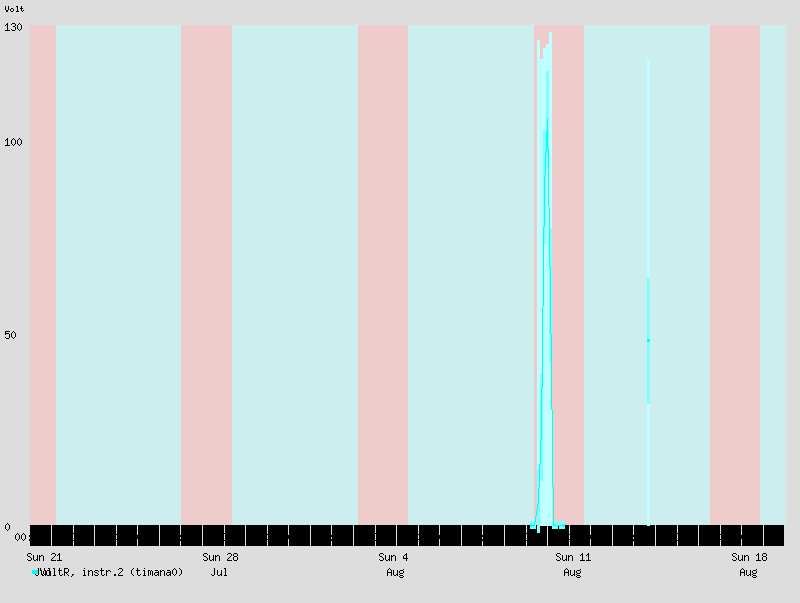 Volt
130
100
50
0
00
Sun 21
Sun 28
Sun 4
Sun 11
Sun 18
VoltR, instr.2 (timana0)
Jul
Aug
Aug
Aug